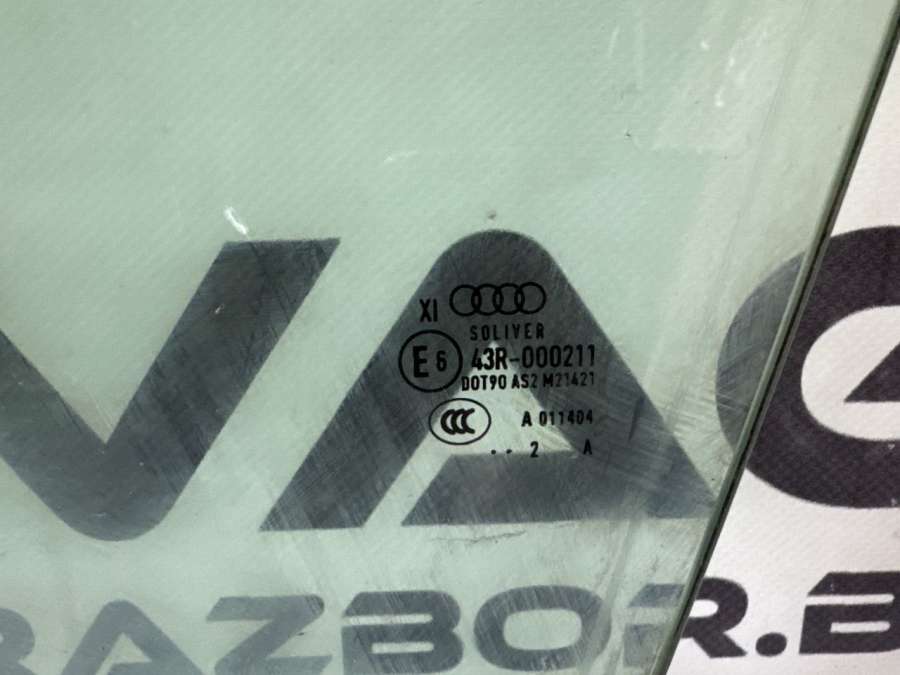 XI
SOLIVER
E6 43R-000211
DOT90 AS2 M21421
CCC A 011404
·· 2 A
VAG
RAZBOR.B